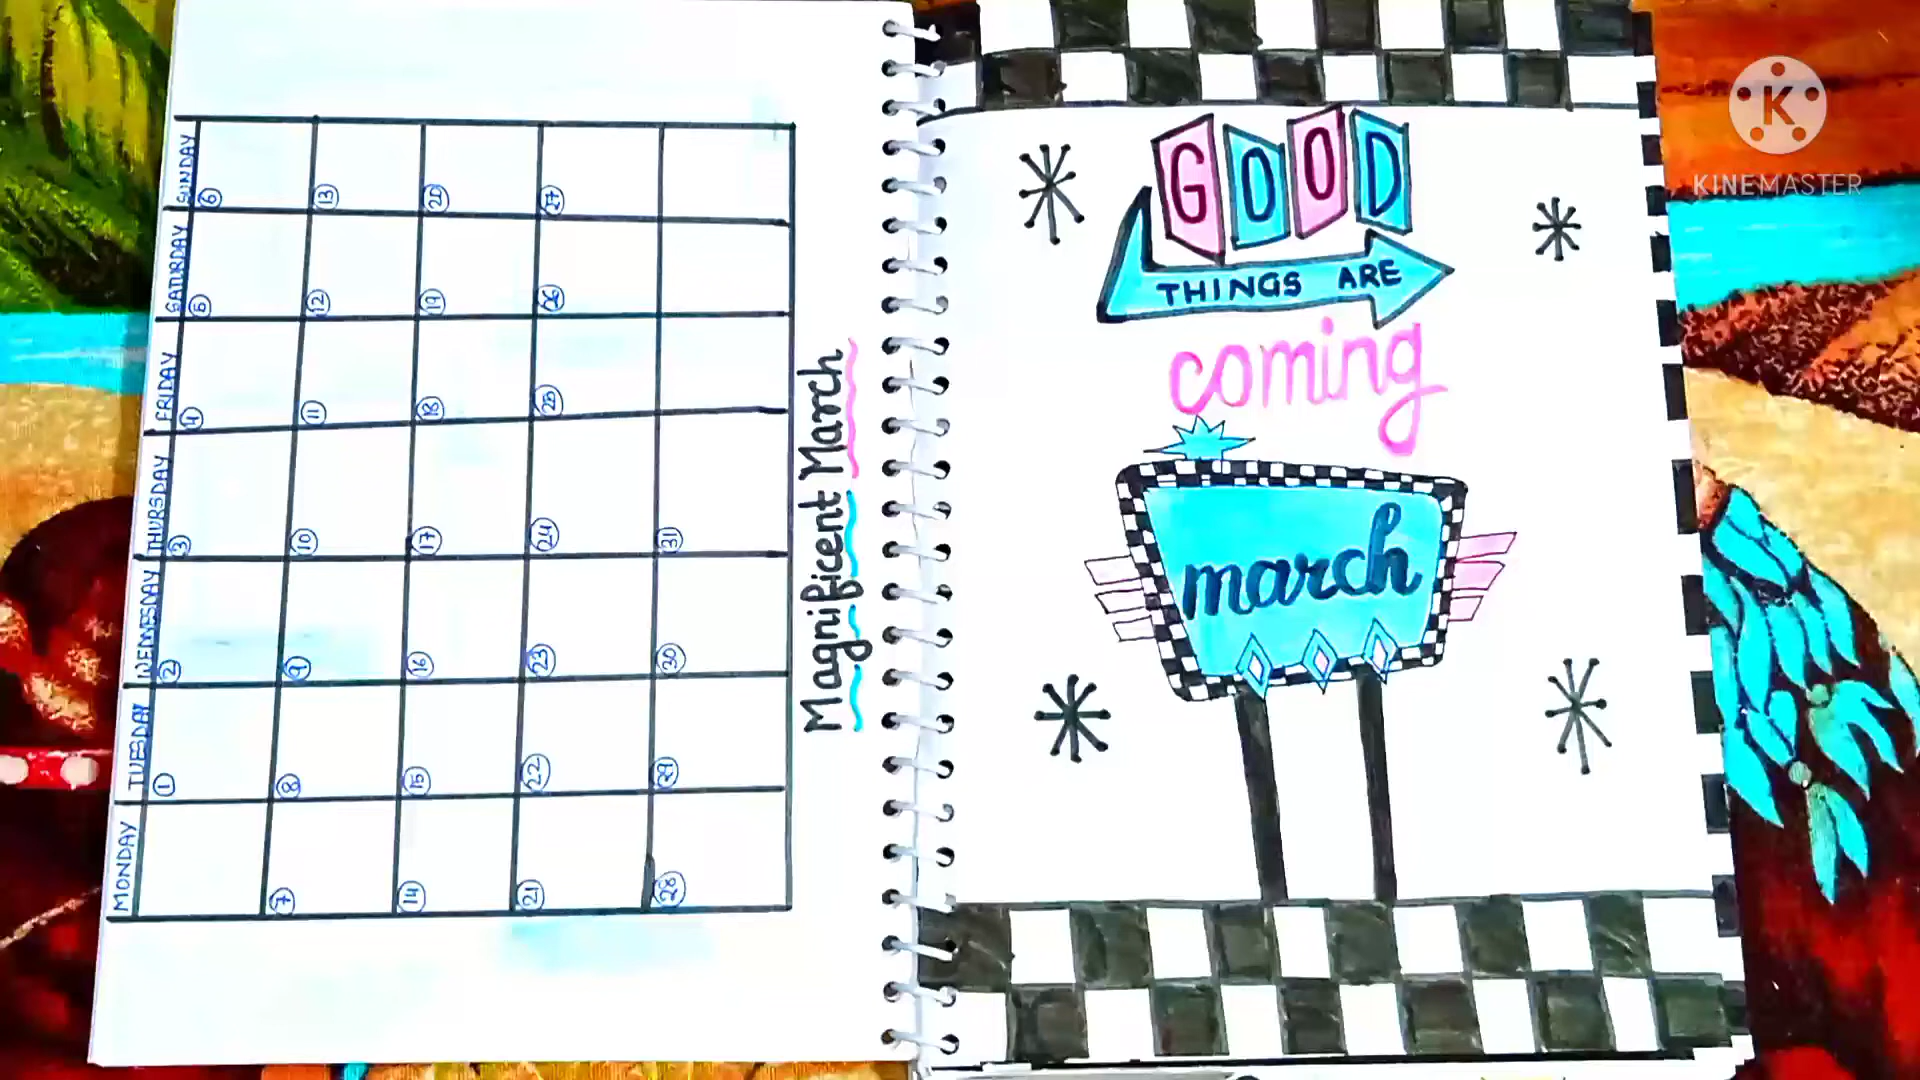 SUNDAY
6
13
20
27
SATURDAY
5
12
19
26
FRIDAY
4
11
18
25
THURSDAY
3
10
17
24
31
WEDNESDAY
2
9
16
23
30
TUESDAY
1
8
15
22
29
MONDAY
7
14
21
28
Magnificent March
GOOD
THINGS ARE
coming
march
K
KINEMASTER